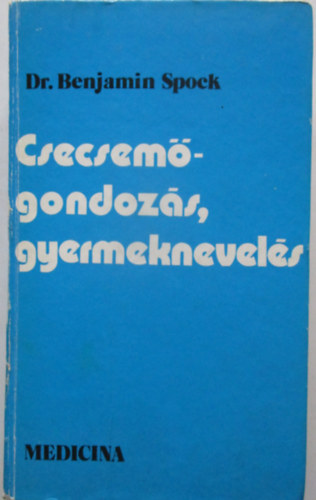 Dr. Benjamin Spock
Csecsemő-
gondozás,
gyermeknevelés
MEDICINA